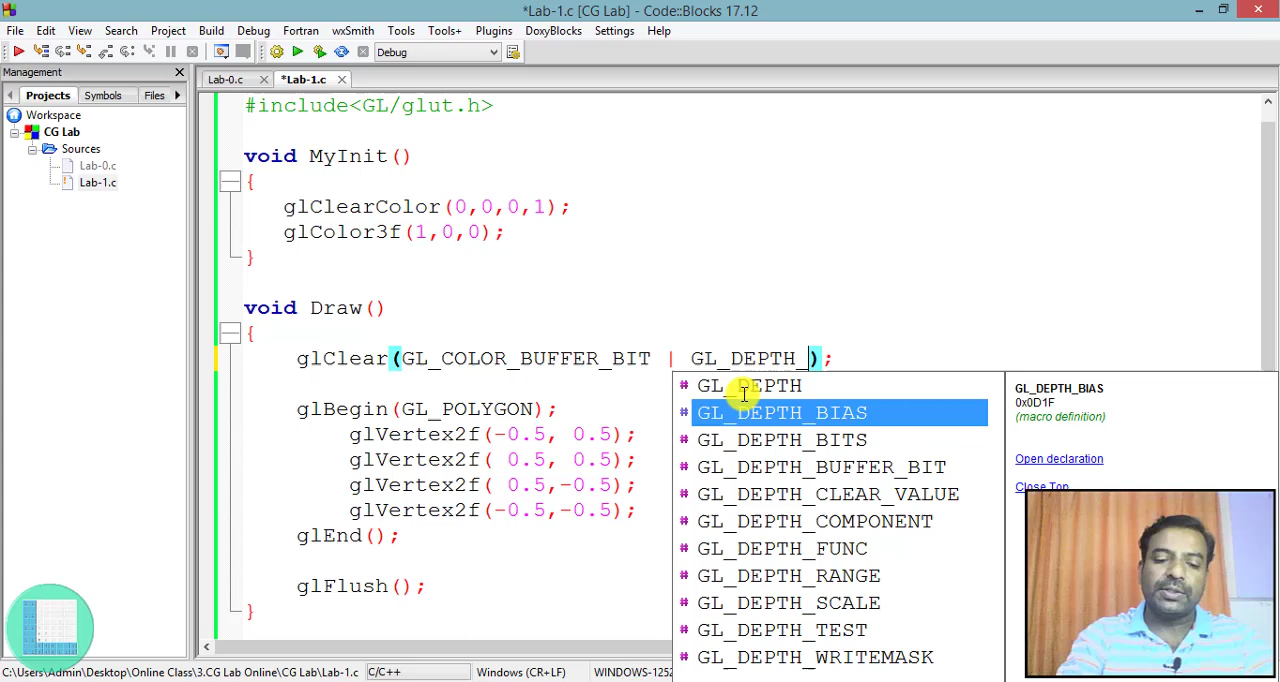 *Lab-1.c [CG Lab] - Code::Blocks 17.12
File Edit View Search Project Build Debug Fortran wxSmith Tools Tools+ Plugins DoxyBlocks Settings Help
Debug
Management
Projects Symbols Files
Workspace
CG Lab
Sources
Lab-0.c
Lab-1.c
Lab-0.c *Lab-1.c
#include<GL/glut.h>
void MyInit()
{
glClearColor(0,0,0,1);
glColor3f(1,0,0);
}
void Draw()
{
glClear(GL_COLOR_BUFFER_BIT | GL_DEPTH_);
glBegin(GL_POLYGON);
glVertex2f(-0.5, 0.5);
glVertex2f( 0.5, 0.5);
glVertex2f( 0.5,-0.5);
glVertex2f(-0.5,-0.5);
glEnd();
glFlush();
}
# GL_DEPTH
# GL_DEPTH_BIAS
# GL_DEPTH_BITS
# GL_DEPTH_BUFFER_BIT
# GL_DEPTH_CLEAR_VALUE
# GL_DEPTH_COMPONENT
# GL_DEPTH_FUNC
# GL_DEPTH_RANGE
# GL_DEPTH_SCALE
# GL_DEPTH_TEST
# GL_DEPTH_WRITEMASK
GL_DEPTH_BIAS
0x0D1F
(macro definition)
Open declaration
Close Top
C:\Users\Admin\Desktop\Online Class\3.CG Lab Online\CG Lab\Lab-1.c C/C++ Windows (CR+LF) WINDOWS-1252